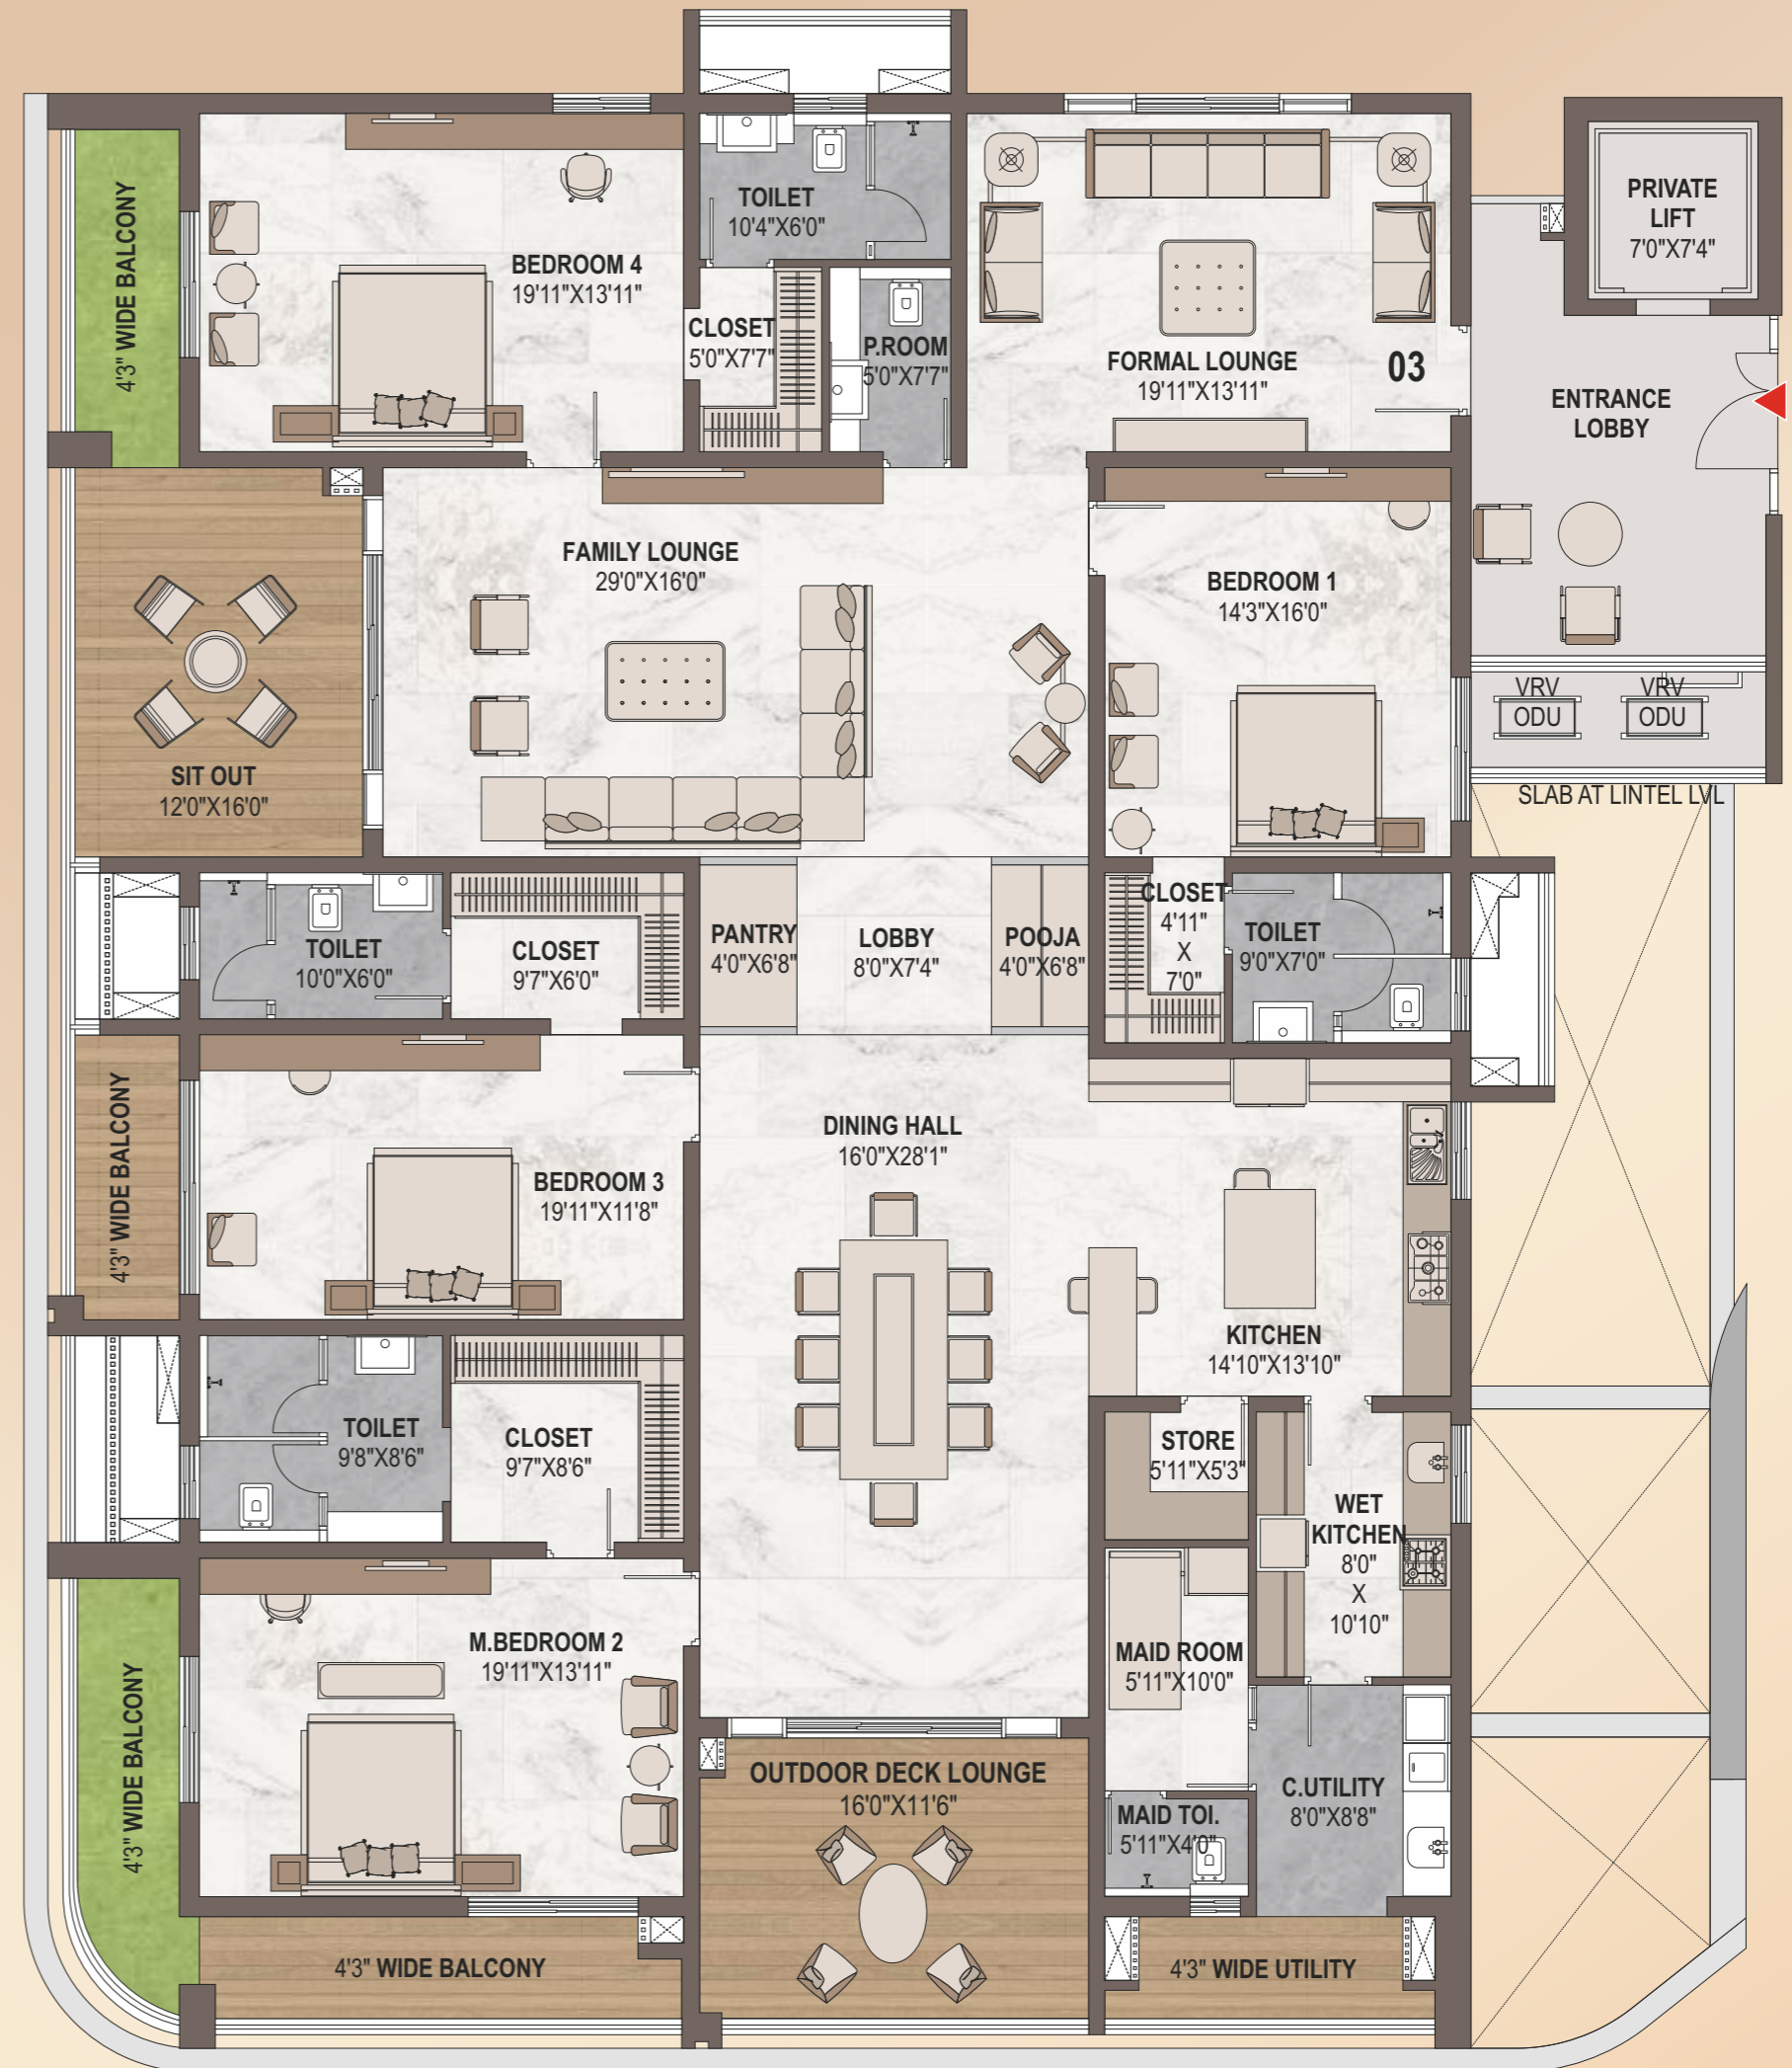 4'3" WIDE BALCONY
BEDROOM 4
19'11"X13'11"
TOILET
10'4"X6'0"
CLOSET
5'0"X7'7"
P.ROOM
5'0"X7'7"
FORMAL LOUNGE
19'11"X13'11"
03
PRIVATE
LIFT
7'0"X7'4"
ENTRANCE
LOBBY
FAMILY LOUNGE
29'0"X16'0"
BEDROOM 1
14'3"X16'0"
SIT OUT
12'0"X16'0"
VRV
ODU
VRV
ODU
SLAB AT LINTEL LVL
TOILET
10'0"X6'0"
CLOSET
9'7"X6'0"
PANTRY
4'0"X6'8"
LOBBY
8'0"X7'4"
POOJA
4'0"X6'8"
CLOSET
4'11"
X
7'0"
TOILET
9'0"X7'0"
4'3" WIDE BALCONY
BEDROOM 3
19'11"X11'8"
DINING HALL
16'0"X28'1"
KITCHEN
14'10"X13'10"
TOILET
9'8"X8'6"
CLOSET
9'7"X8'6"
STORE
5'11"X5'3"
WET
KITCHEN
8'0"
X
10'10"
4'3" WIDE BALCONY
M.BEDROOM 2
19'11"X13'11"
MAID ROOM
5'11"X10'0"
OUTDOOR DECK LOUNGE
16'0"X11'6"
MAID TOI.
5'11"X4'0"
C.UTILITY
8'0"X8'8"
4'3" WIDE BALCONY
4'3" WIDE UTILITY